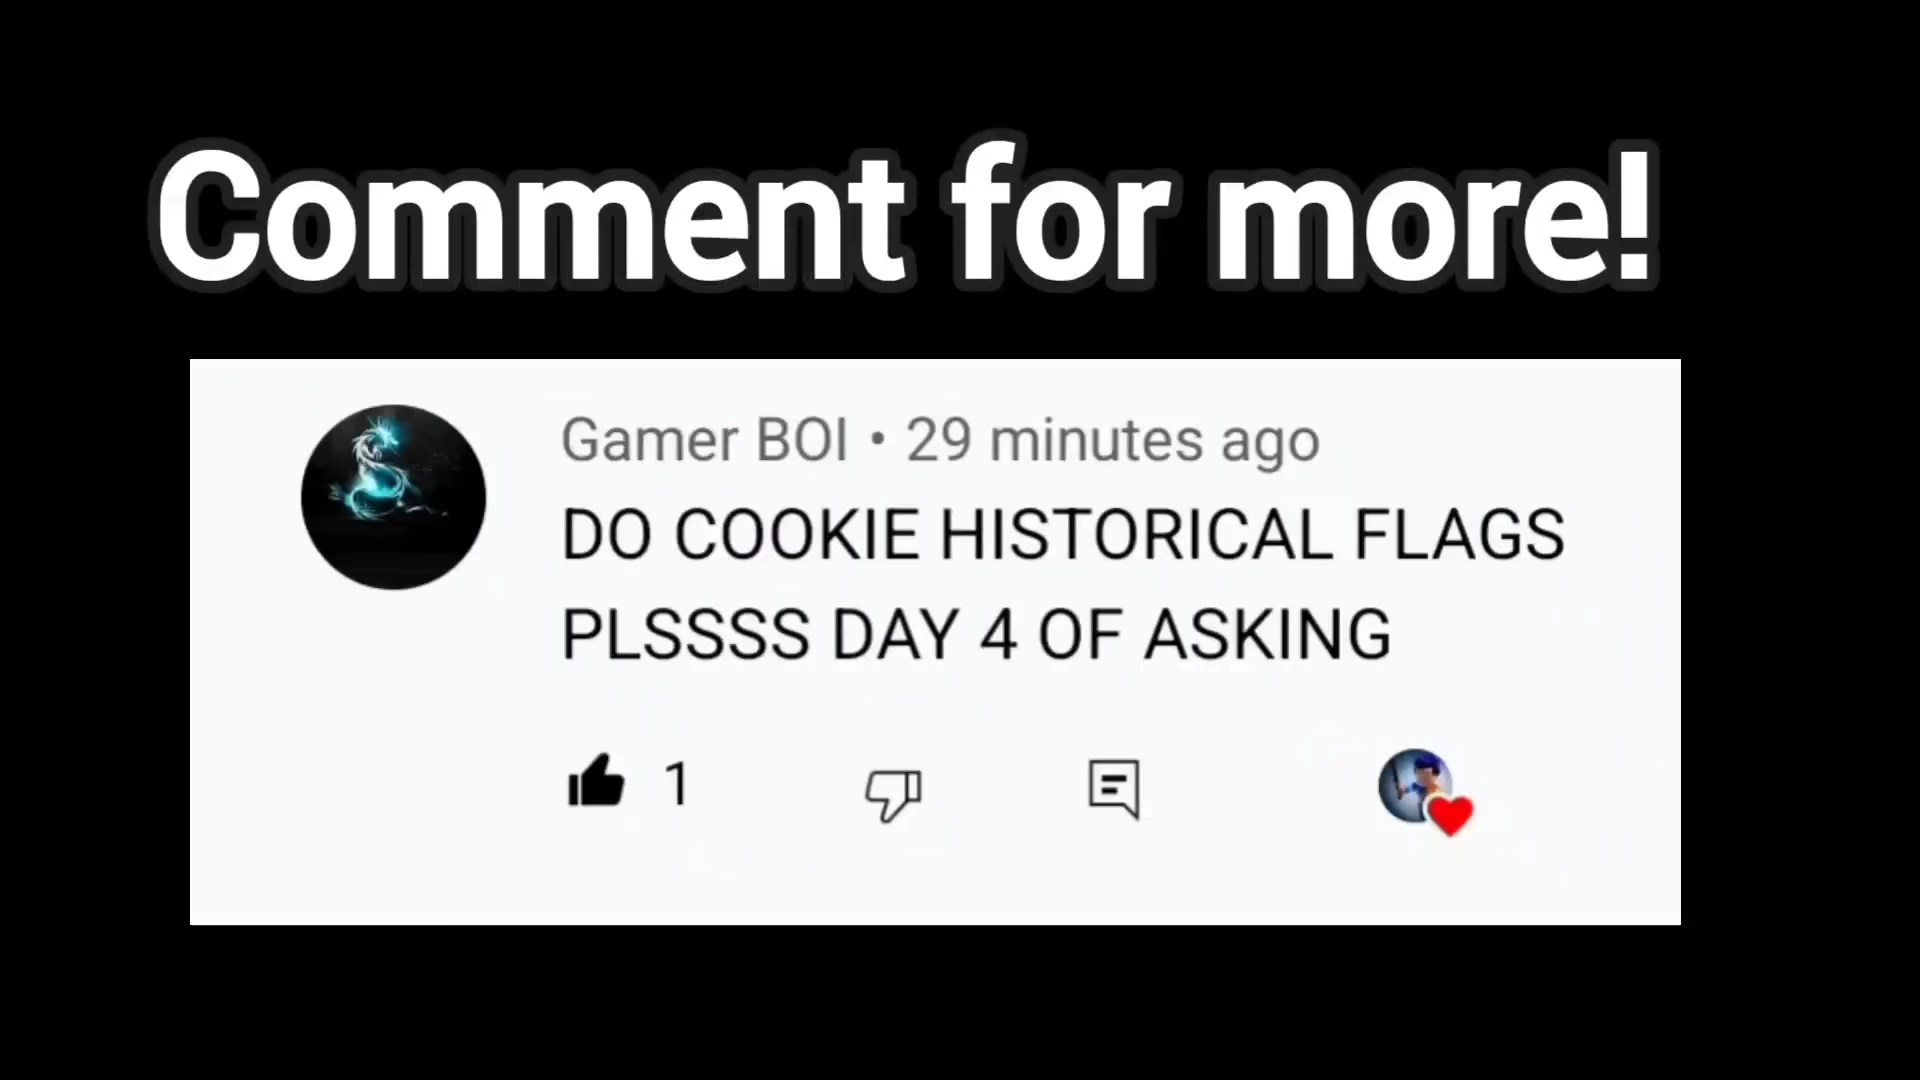 Comment for more!
Gamer BOI • 29 minutes ago
DO COOKIE HISTORICAL FLAGS
PLSSSS DAY 4 OF ASKING
1